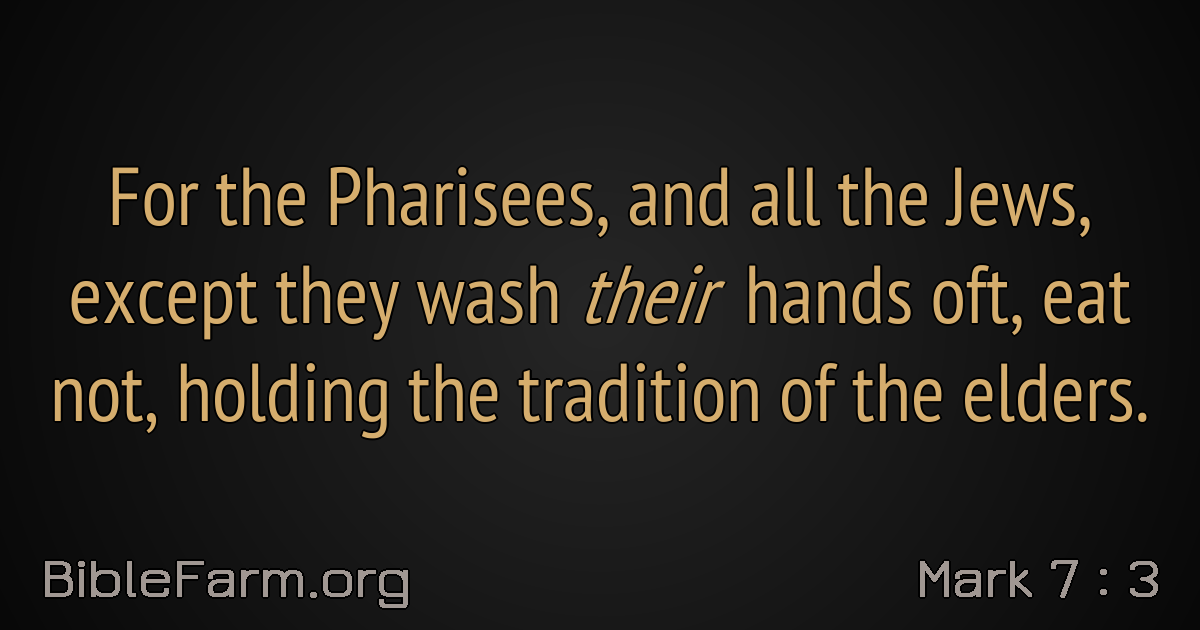 For the Pharisees, and all the Jews,
except they wash their hands oft, eat
not, holding the tradition of the elders.
BibleFarm.org
Mark 7 : 3